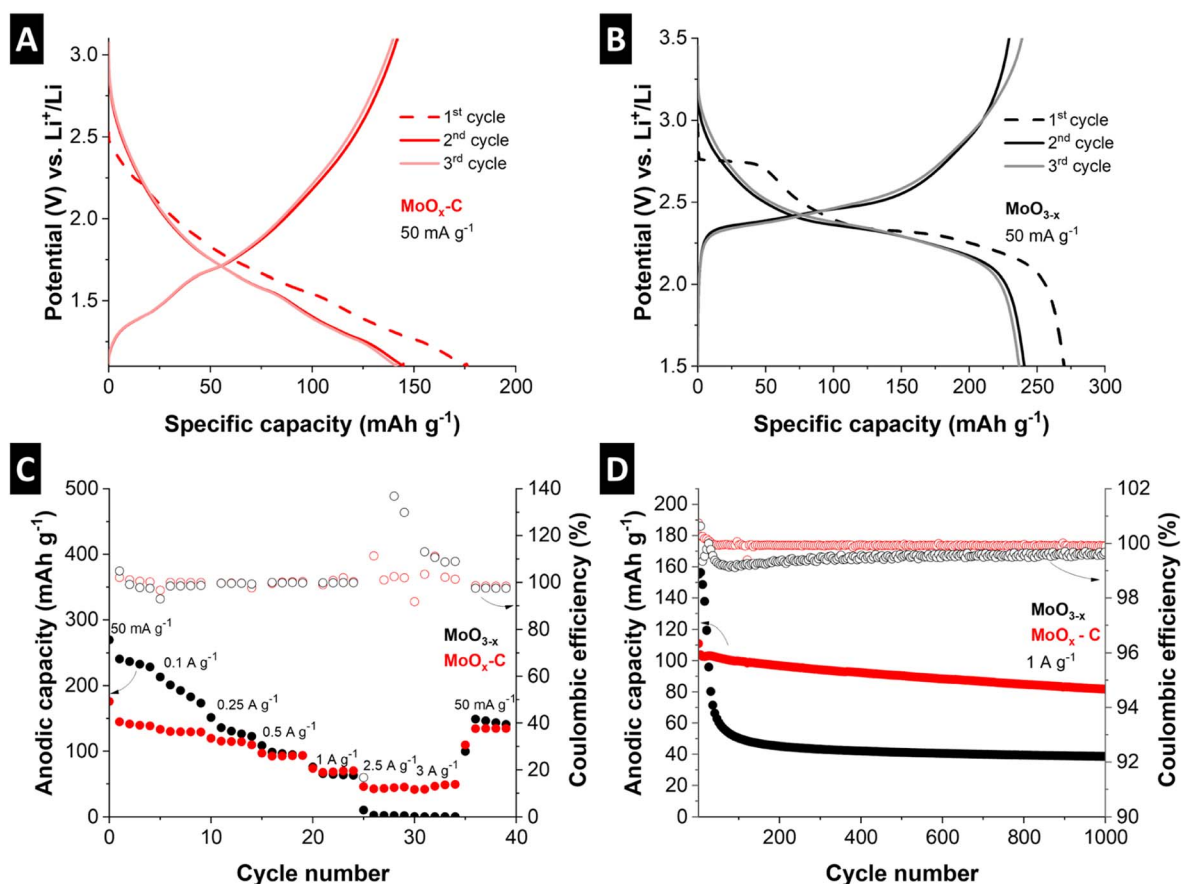 A
Potential (V) vs. Li⁺/Li
3.0
2.5
2.0
1.5
0
50
100
150
200
Specific capacity (mAh g⁻¹)
1ˢᵗ cycle
2ⁿᵈ cycle
3ʳᵈ cycle
MoOₓ-C
50 mA g⁻¹
B
Potential (V) vs. Li⁺/Li
3.5
3.0
2.5
2.0
1.5
0
50
100
150
200
250
300
Specific capacity (mAh g⁻¹)
1ˢᵗ cycle
2ⁿᵈ cycle
3ʳᵈ cycle
MoO₃₋ₓ
50 mA g⁻¹
C
Anodic capacity (mAh g⁻¹)
500
450
400
350
300
250
200
150
100
50
0
0
10
20
30
40
Cycle number
140
120
100
80
60
40
20
0
Coulombic efficiency (%)
50 mA g⁻¹
0.1 A g⁻¹
0.25 A g⁻¹
0.5 A g⁻¹
1 A g⁻¹
2.5 A g⁻¹
3 A g⁻¹
50 mA g⁻¹
MoO₃₋ₓ
MoOₓ-C
D
Anodic capacity (mAh g⁻¹)
200
180
160
140
120
100
80
60
40
20
0
200
400
600
800
1000
Cycle number
102
100
98
96
94
92
90
Coulombic efficiency (%)
MoO₃₋ₓ
MoOₓ - C
1 A g⁻¹